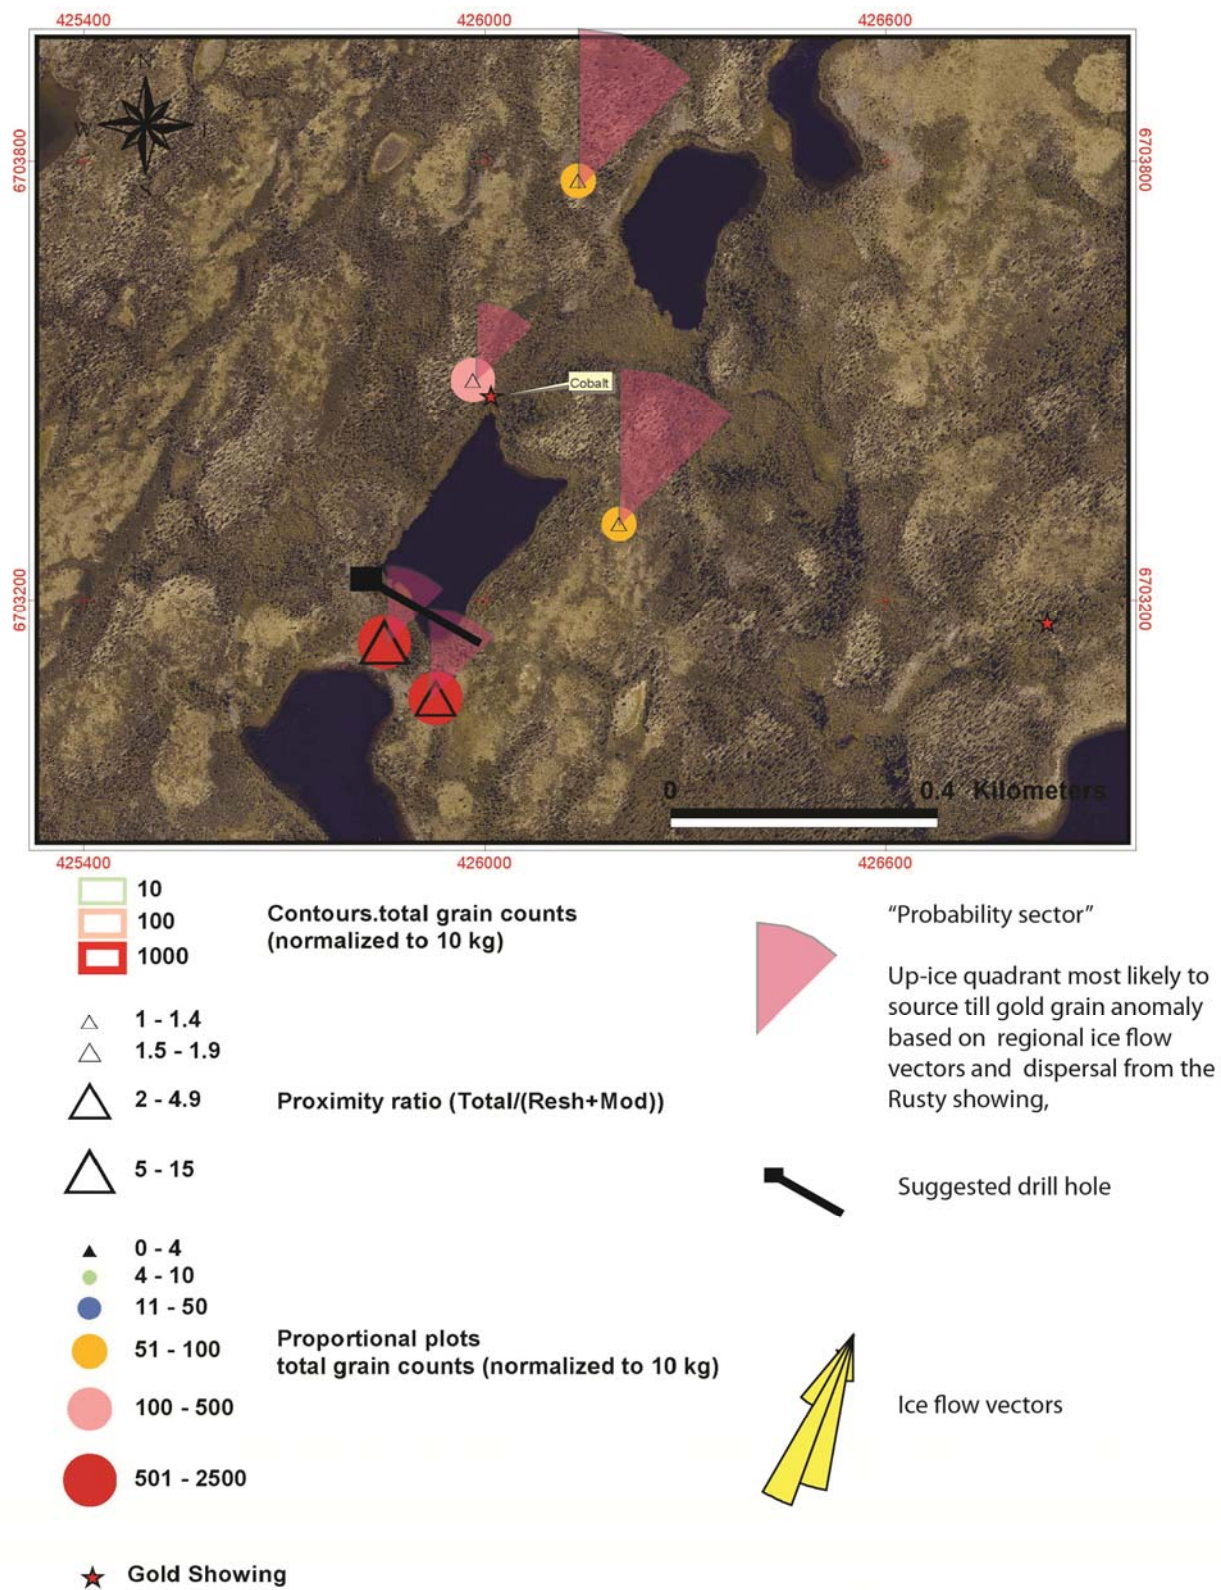 425400 426000 426600
N
W
S
6703800 6703800
Cobalt
6703200 6703200
0 0.4 Kilometers
425400 426000 426600
10
100
1000
Contours.total grain counts
(normalized to 10 kg)
1 - 1.4
1.5 - 1.9
2 - 4.9
5 - 15
Proximity ratio (Total/(Resh+Mod))
0 - 4
4 - 10
11 - 50
51 - 100
100 - 500
501 - 2500
Proportional plots
total grain counts (normalized to 10 kg)
Gold Showing
“Probability sector”
Up-ice quadrant most likely to
source till gold grain anomaly
based on regional ice flow
vectors and dispersal from the
Rusty showing,
Suggested drill hole
Ice flow vectors